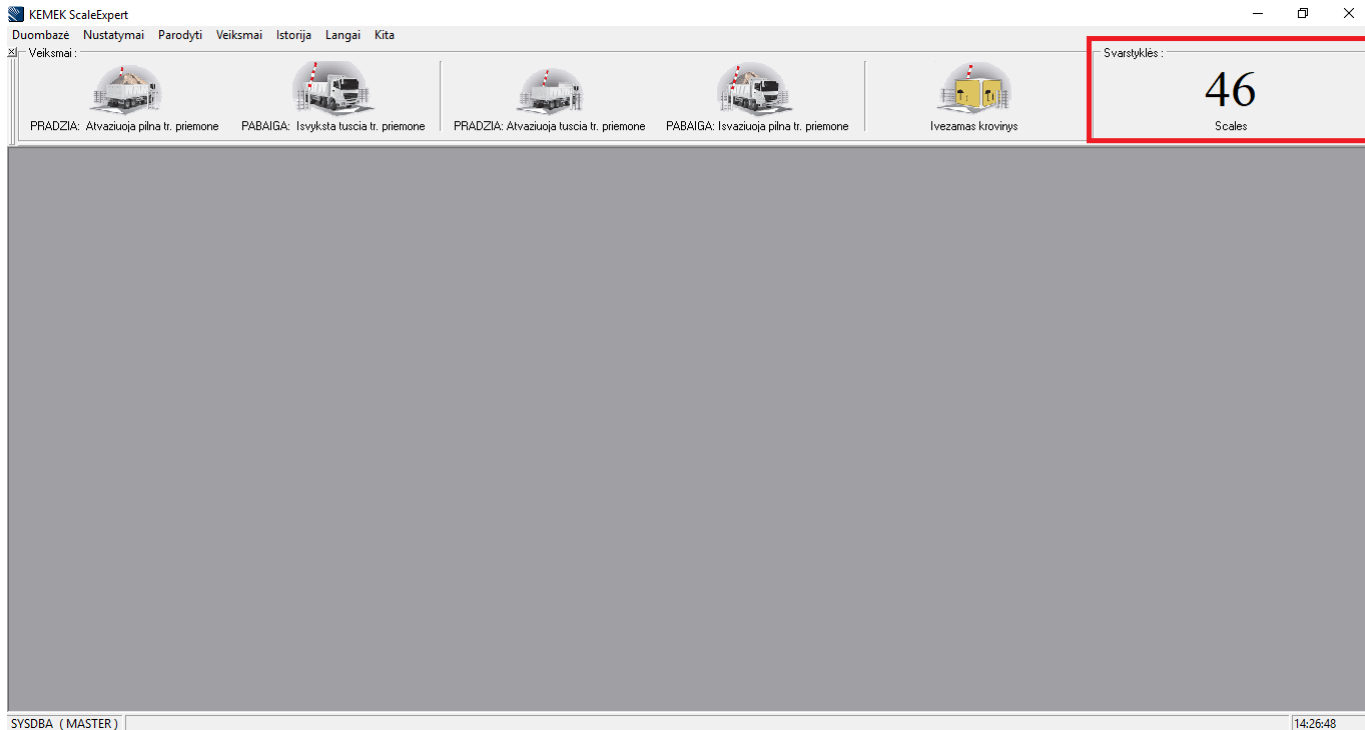 KEMEK ScaleExpert
Duombazė Nustatymai Parodyti Veiksmai Istorija Langai Kita
Veiksmai :
Svarstyklės :
46
PRADZIA: Atvaziuoja pilna tr. priemone
PABAIGA: Isvyksta tuscia tr. priemone
PRADZIA: Atvaziuoja tuscia tr. priemone
PABAIGA: Isvaziuoja pilna tr. priemone
Ivezamas krovinys
Scales
SYSDBA ( MASTER )
14:26:48